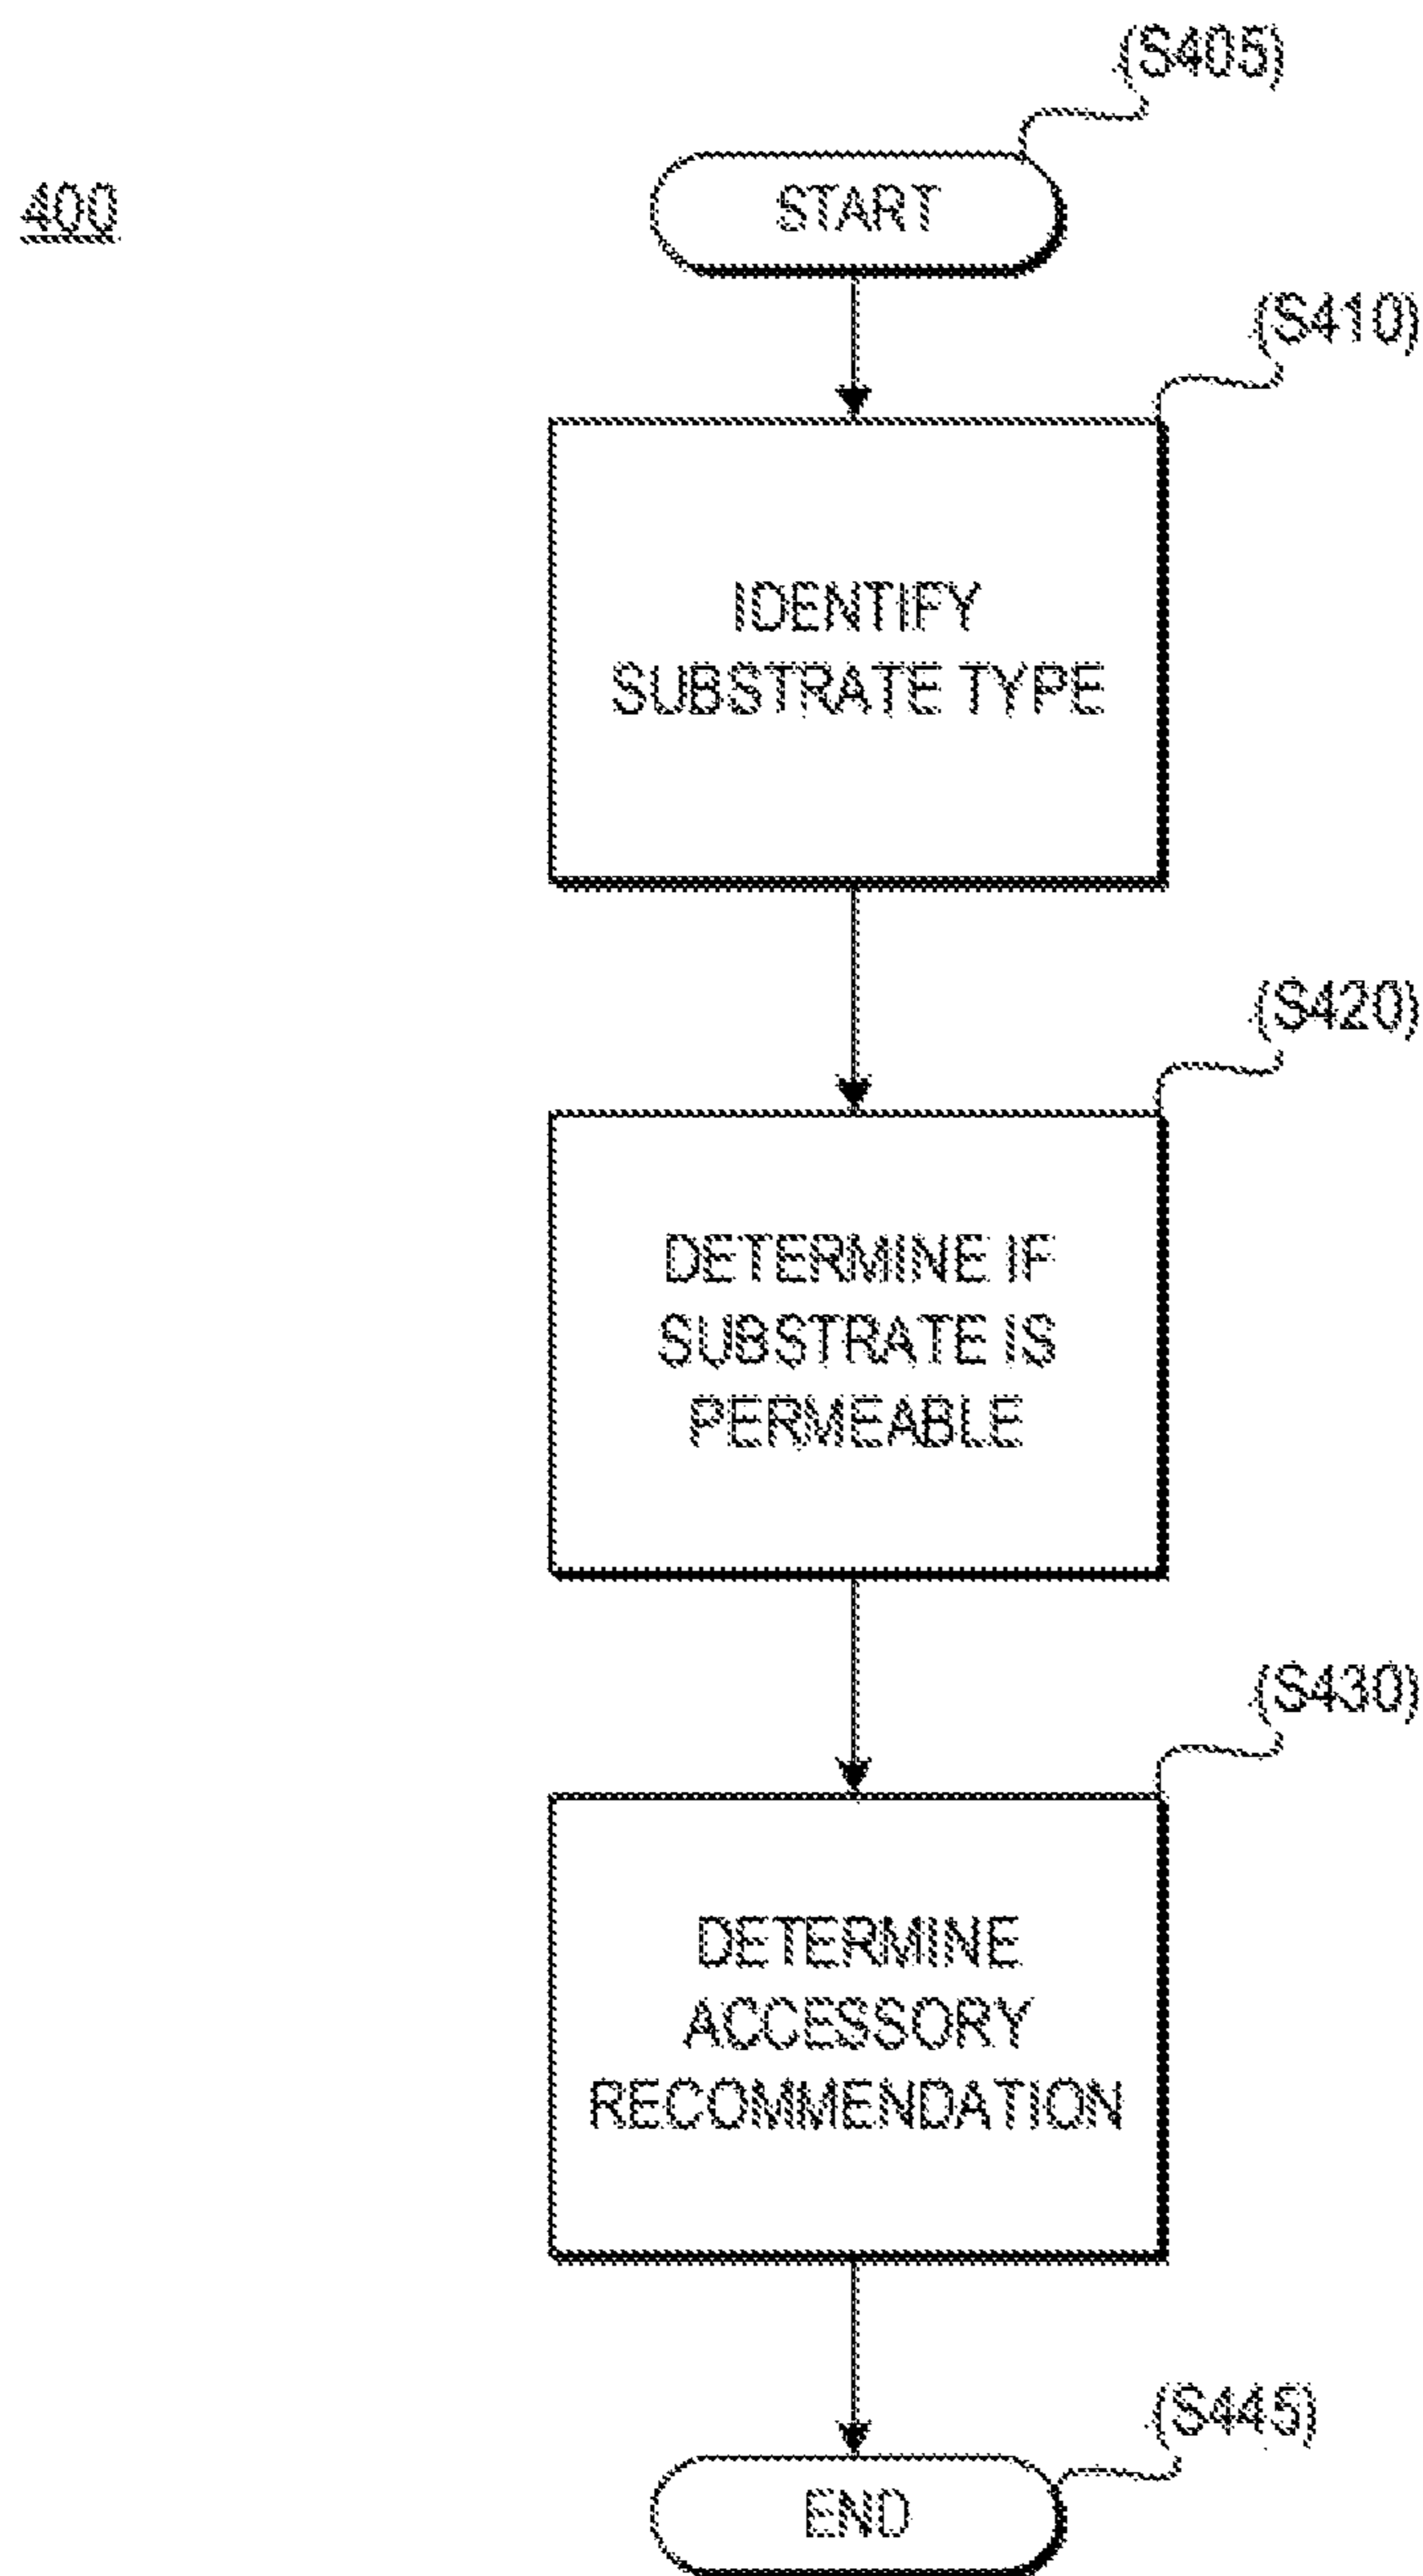 (S405)
400
START
(S410)
IDENTIFY
SUBSTRATE TYPE
(S420)
DETERMINE IF
SUBSTRATE IS
PERMEABLE
(S430)
DETERMINE
ACCESSORY
RECOMMENDATION
(S445)
END